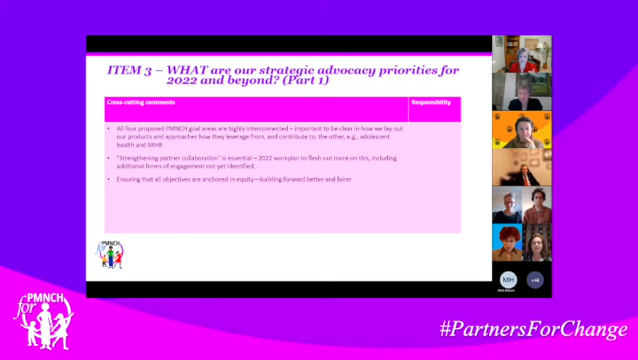 ITEM 3 – WHAT are our strategic advocacy priorities for
2022 and beyond? (Part 1)
Cross-cutting comments
Responsibility
• All four proposed PMNCH goal areas are highly interconnected – important to be clear in how we lay out
our products and approaches how they leverage from, and contribute to, the other, e.g., adolescent
health and SRHR
• "Strengthening partner collaboration" is essential – 2022 workplan to flesh out more on this, including
additional forms of engagement not yet identified.
• Ensuring that all objectives are anchored in equity—building forward better and fairer
PMNCH
MH
+48
for PMNCH
#PartnersForChange